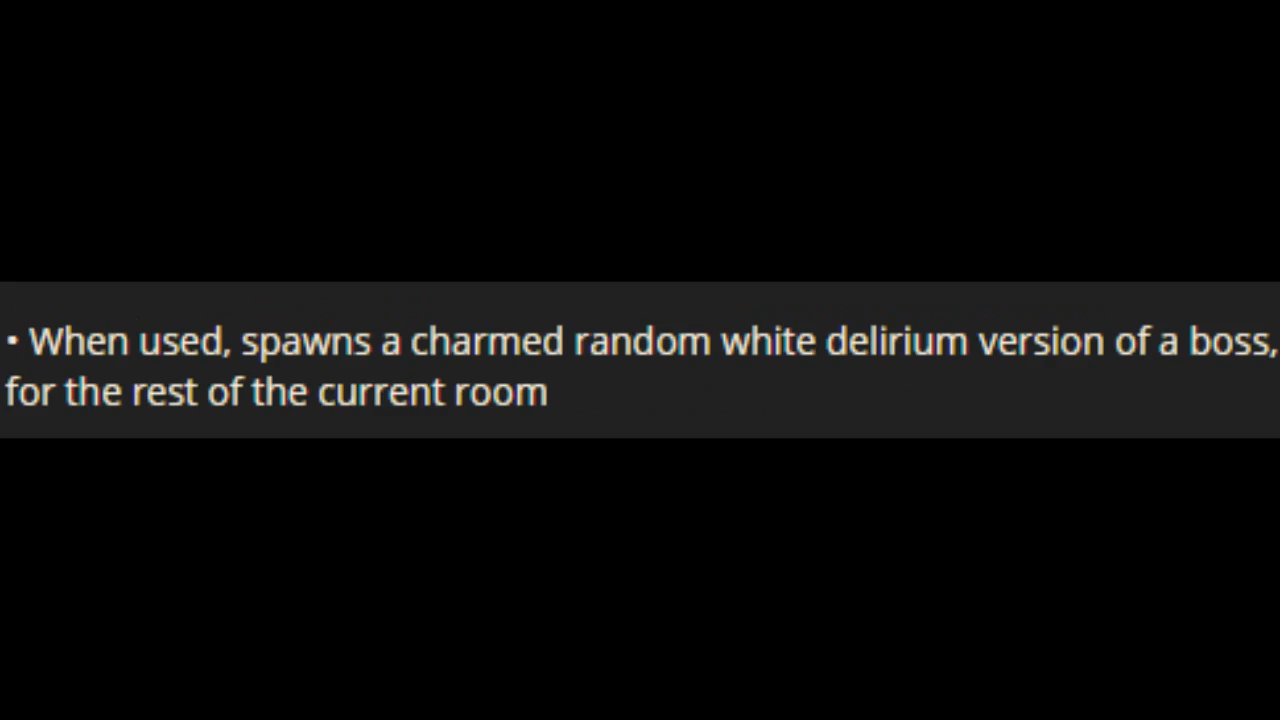 • When used, spawns a charmed random white delirium version of a boss,
for the rest of the current room